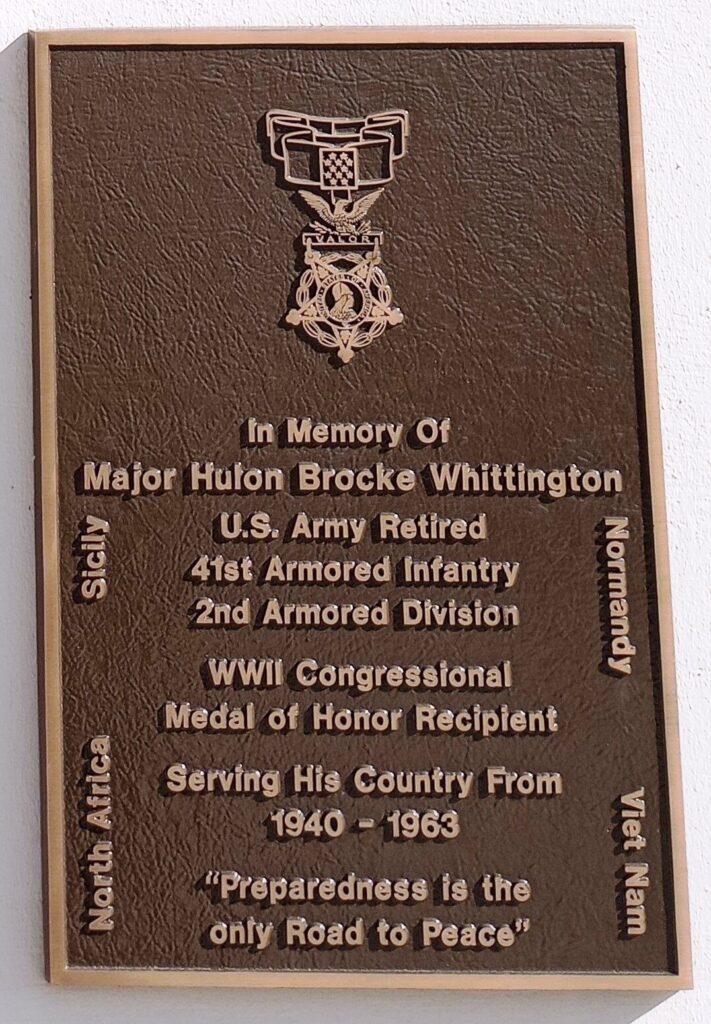 VALOR
In Memory Of
Major Hulon Brocke Whittington
U.S. Army Retired
41st Armored Infantry
2nd Armored Division
WWII Congressional
Medal of Honor Recipient
Serving His Country From
1940 - 1963
"Preparedness is the
only Road to Peace"
Sicily
North Africa
Normandy
Viet Nam